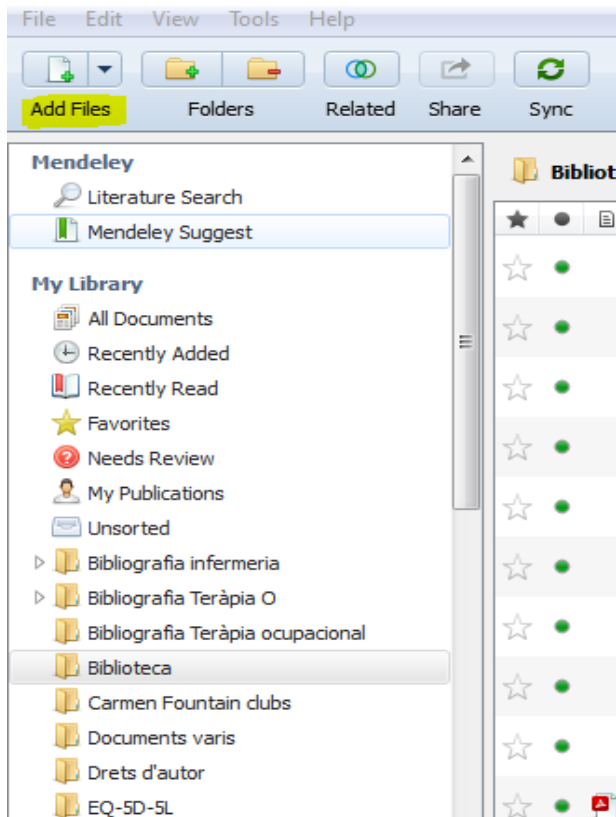 File Edit View Tools Help
Add Files Folders Related Share Sync
Mendeley
Literature Search
Mendeley Suggest
My Library
All Documents
Recently Added
Recently Read
Favorites
Needs Review
My Publications
Unsorted
Bibliografia infermeria
Bibliografia Teràpia O
Bibliografia Teràpia ocupacional
Biblioteca
Carmen Fountain clubs
Documents varis
Drets d'autor
EQ-5D-5L
Bibliot